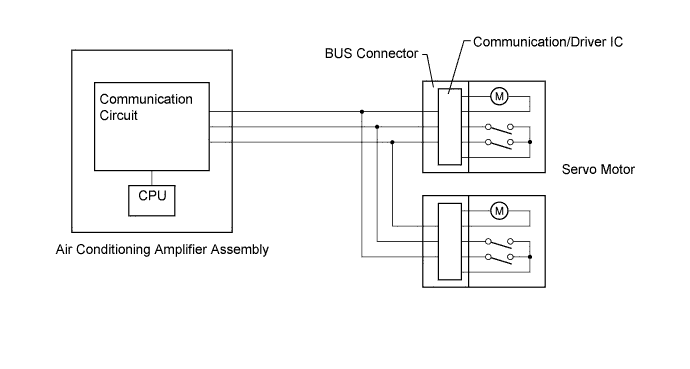 Communication/Driver IC
BUS Connector
Communication
Circuit
M
CPU
Servo Motor
M
Air Conditioning Amplifier Assembly